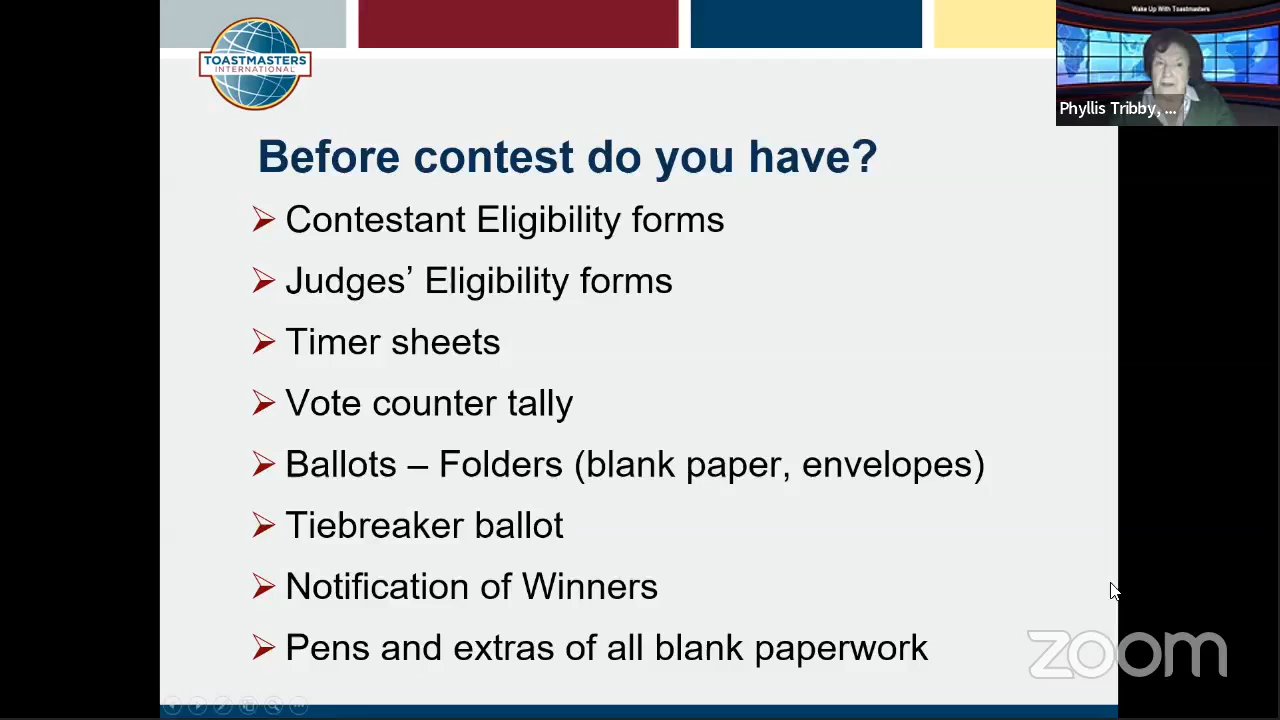 Wake Up With Toastmasters
TOASTMASTERS
INTERNATIONAL
Phyllis Tribby, ...
Before contest do you have?
Contestant Eligibility forms
Judges’ Eligibility forms
Timer sheets
Vote counter tally
Ballots – Folders (blank paper, envelopes)
Tiebreaker ballot
Notification of Winners
Pens and extras of all blank paperwork
zoom